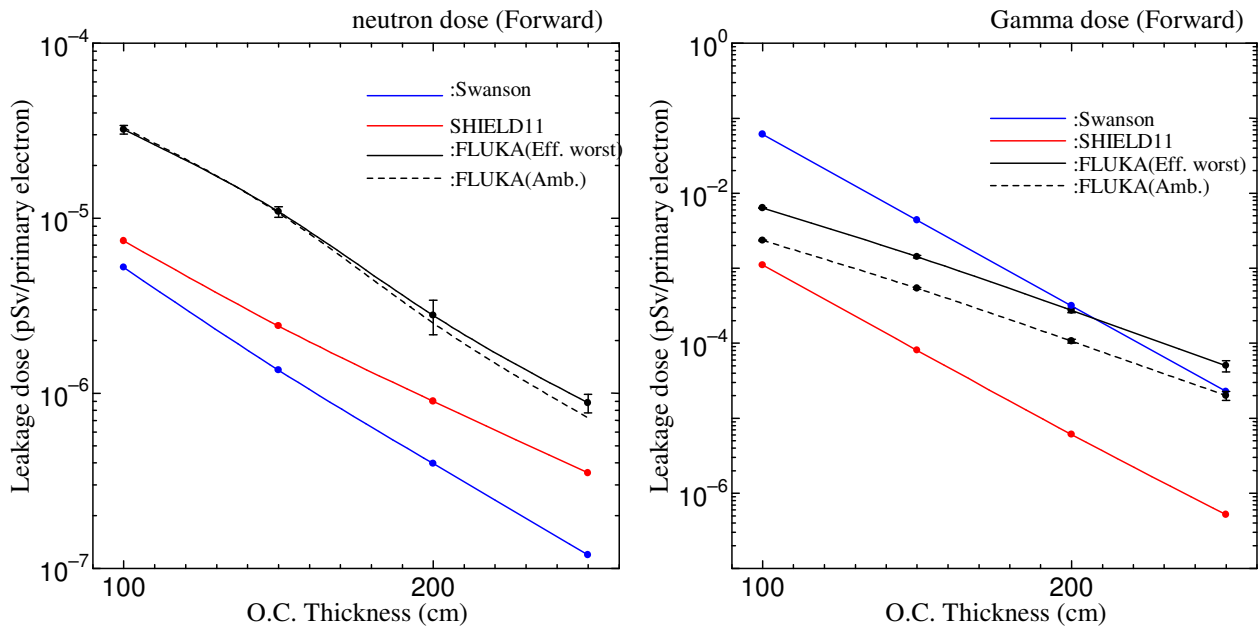 neutron dose (Forward)
10−4
10−5
10−6
10−7
Leakage dose (pSv/primary electron)
:Swanson
SHIELD11
:FLUKA(Eff. worst)
:FLUKA(Amb.)
100
200
O.C. Thickness (cm)
Gamma dose (Forward)
100
10−2
10−4
10−6
Leakage dose (pSv/primary electron)
:Swanson
:SHIELD11
:FLUKA(Eff. worst)
:FLUKA(Amb.)
100
200
O.C. Thickness (cm)